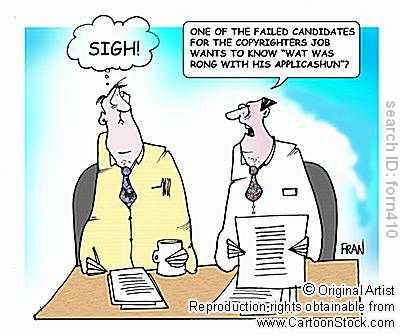 SIGH!
ONE OF THE FAILED CANDIDATES
FOR THE COPYRIGHTERS JOB
WANTS TO KNOW "WAT WAS
RONG WITH HIS APPLICASHUN"?
FRAN
search ID: forn410
© Original Artist
Reproduction rights obtainable from
www.CartoonStock.com